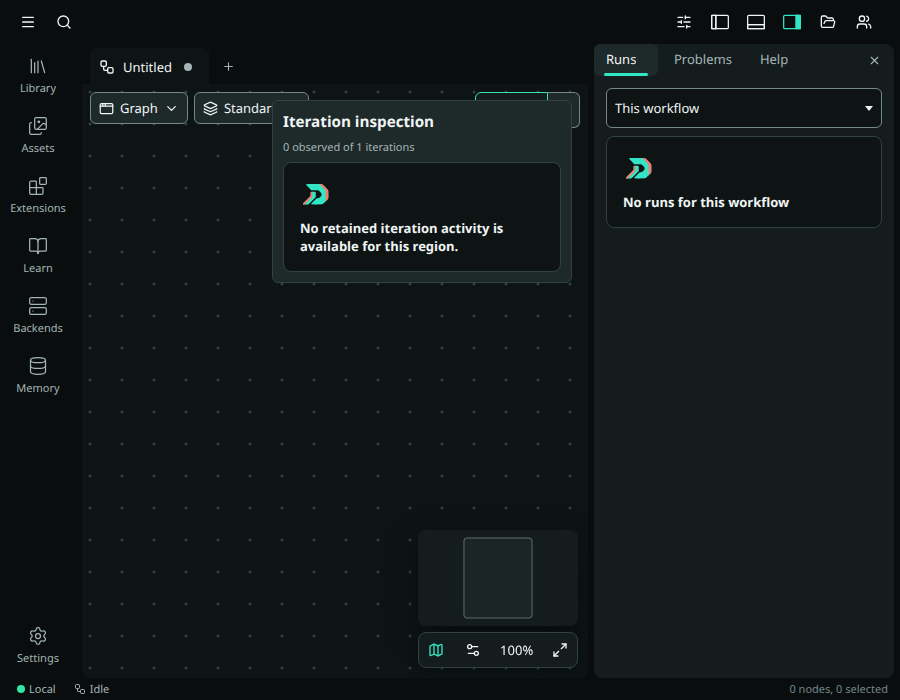 Library
Assets
Extensions
Learn
Backends
Memory
Settings
Untitled
Graph
Standar
Iteration inspection
0 observed of 1 iterations
No retained iteration activity is
available for this region.
100%
Runs
Problems
Help
This workflow
No runs for this workflow
Local
Idle
0 nodes, 0 selected